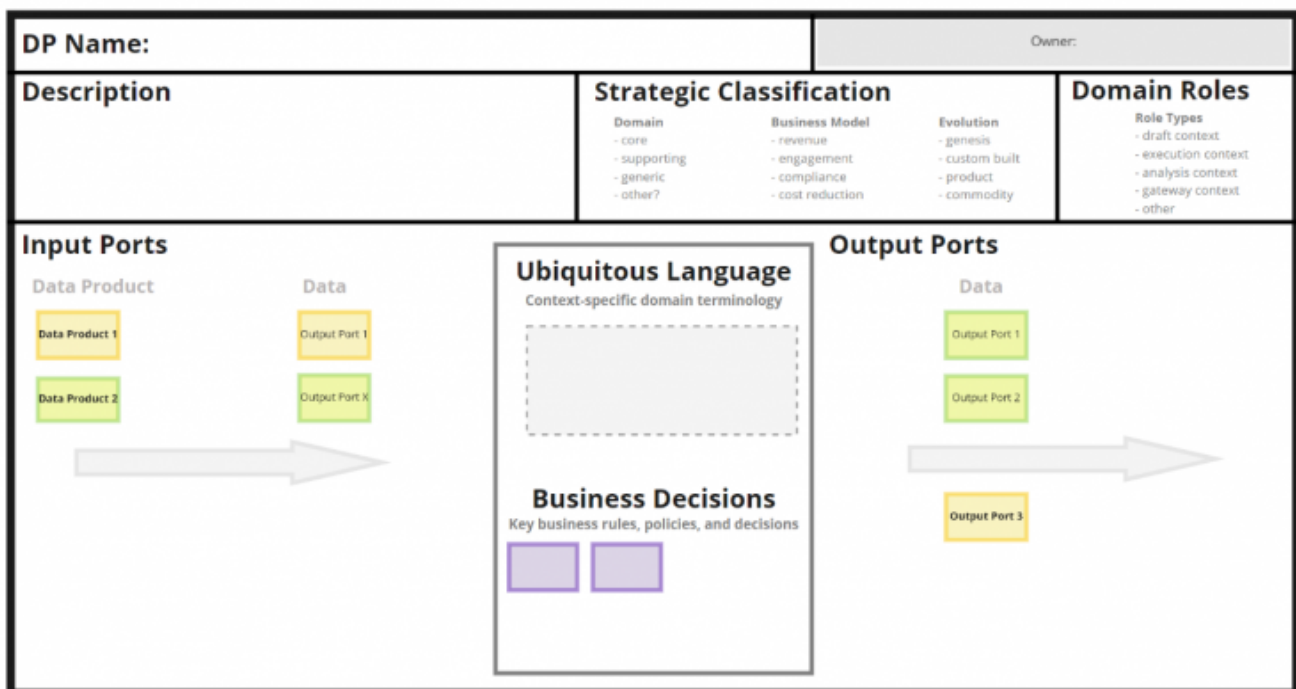 DP Name:
Owner:
Description
Strategic Classification
Domain
- core
- supporting
- generic
- other?
Business Model
- revenue
- engagement
- compliance
- cost reduction
Evolution
- genesis
- custom built
- product
- commodity
Domain Roles
Role Types
- draft context
- execution context
- analysis context
- gateway context
- other
Input Ports
Data Product
Data
Data Product 1
Output Port 1
Data Product 2
Output Port X
Ubiquitous Language
Context-specific domain terminology
Business Decisions
Key business rules, policies, and decisions
Output Ports
Data
Output Port 1
Output Port 2
Output Port 3